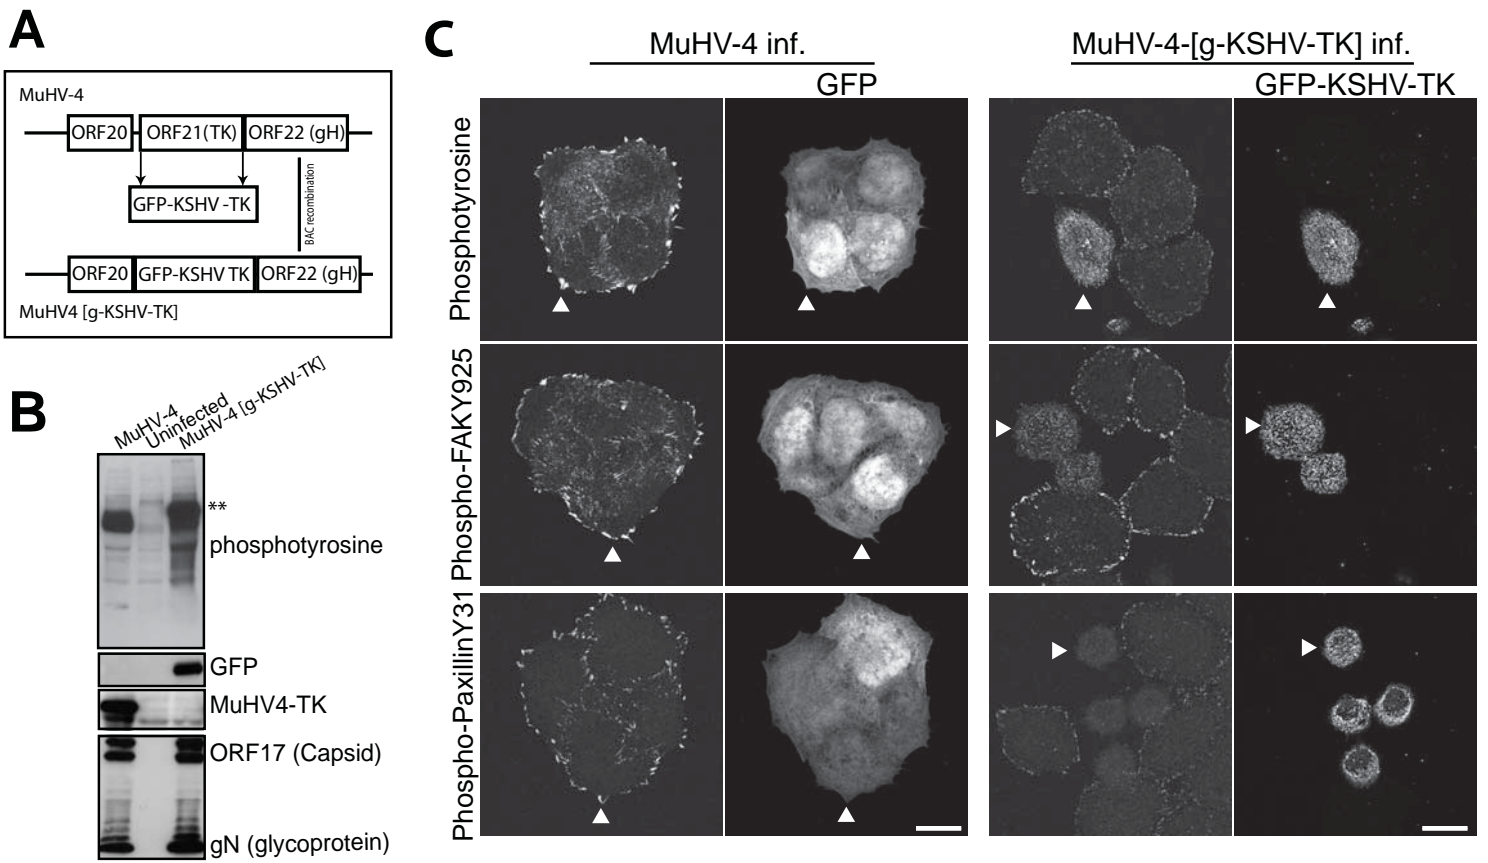 A
MuHV-4
ORF20
ORF21(TK)
ORF22 (gH)
GFP-KSHV -TK
BAC recombination
ORF20
GFP-KSHV TK
ORF22 (gH)
MuHV4 [g-KSHV-TK]
B
MuHV-4
Uninfected
MuHV-4 [g-KSHV-TK]
**
phosphotyrosine
GFP
MuHV4-TK
ORF17 (Capsid)
gN (glycoprotein)
C
MuHV-4 inf.
GFP
MuHV-4-[g-KSHV-TK] inf.
GFP-KSHV-TK
Phosphotyrosine
Phospho-FAKY925
Phospho-PaxillinY31